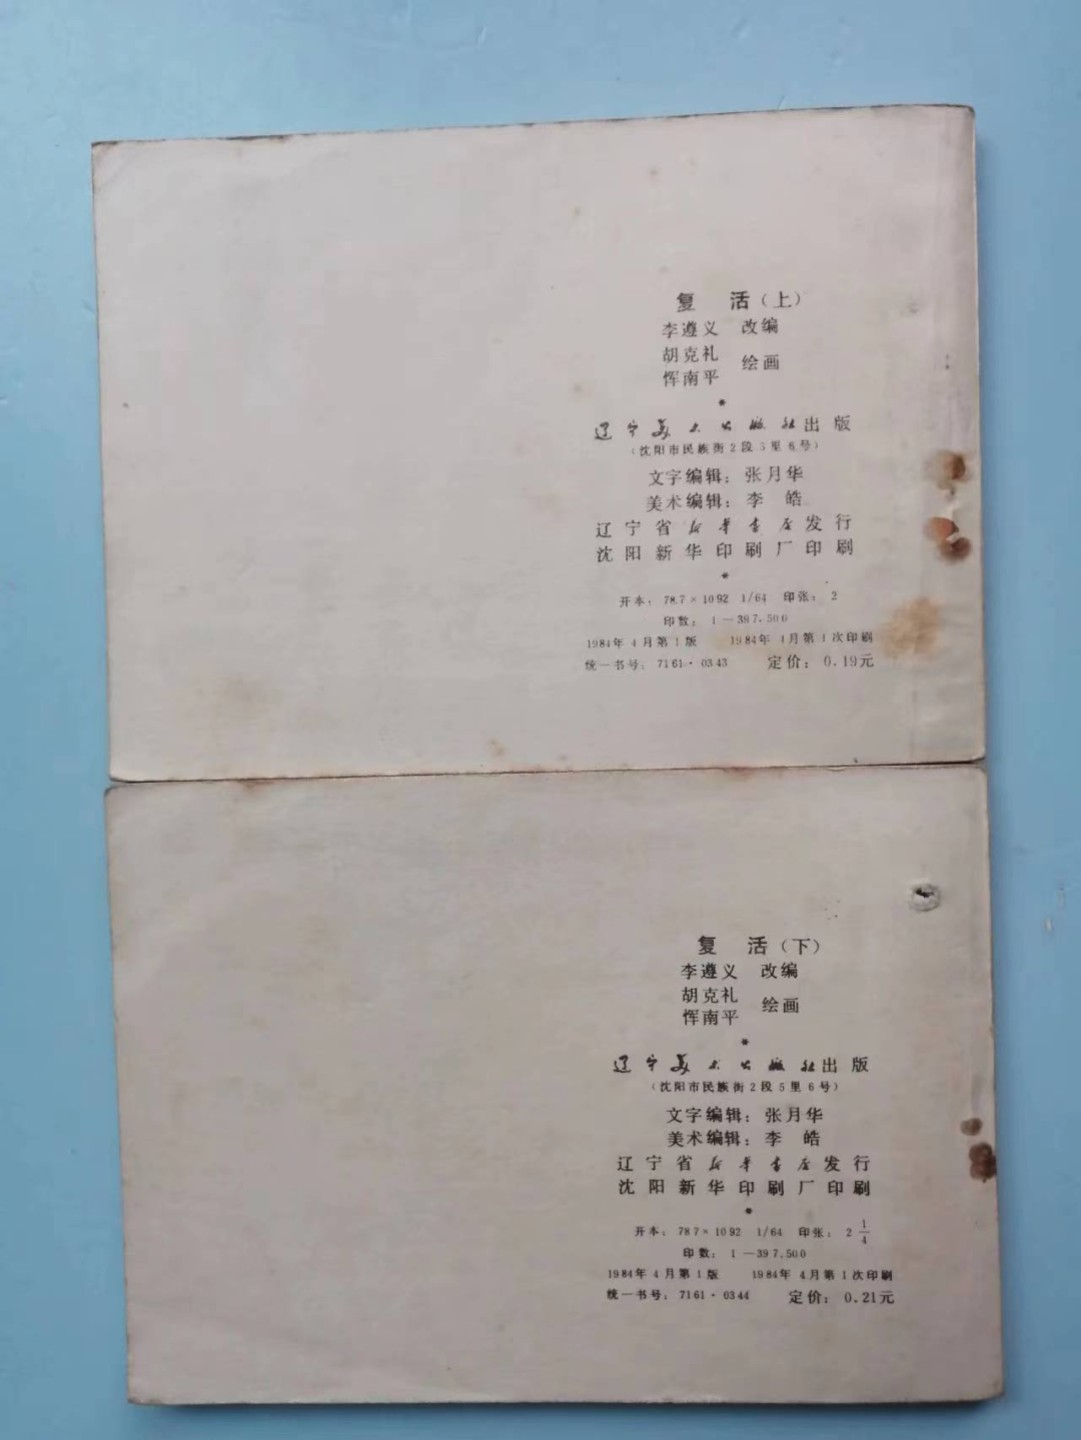 复 活（上）
李遵义 改编
胡克礼
恽南平 绘画
*
辽宁美术出版社出版
（沈阳市民族街2段5里6号）
文字编辑：张月华
美术编辑：李 皓
辽宁省新华书店发行
沈阳新华印刷厂印刷
*
开本：78.7×1092 1/64 印张：2
印数：1—397,500
1984年4月第1版 1984年4月第1次印刷
统一书号：7161·0343 定价：0.19元
复 活（下）
李遵义 改编
胡克礼
恽南平 绘画
*
辽宁美术出版社出版
（沈阳市民族街2段5里6号）
文字编辑：张月华
美术编辑：李 皓
辽宁省新华书店发行
沈阳新华印刷厂印刷
*
开本：787×1092 1/64 印张：2 1/4
印数：1—397,500
1984年4月第1版 1984年4月第1次印刷
统一书号：7161·0344 定价：0.21元